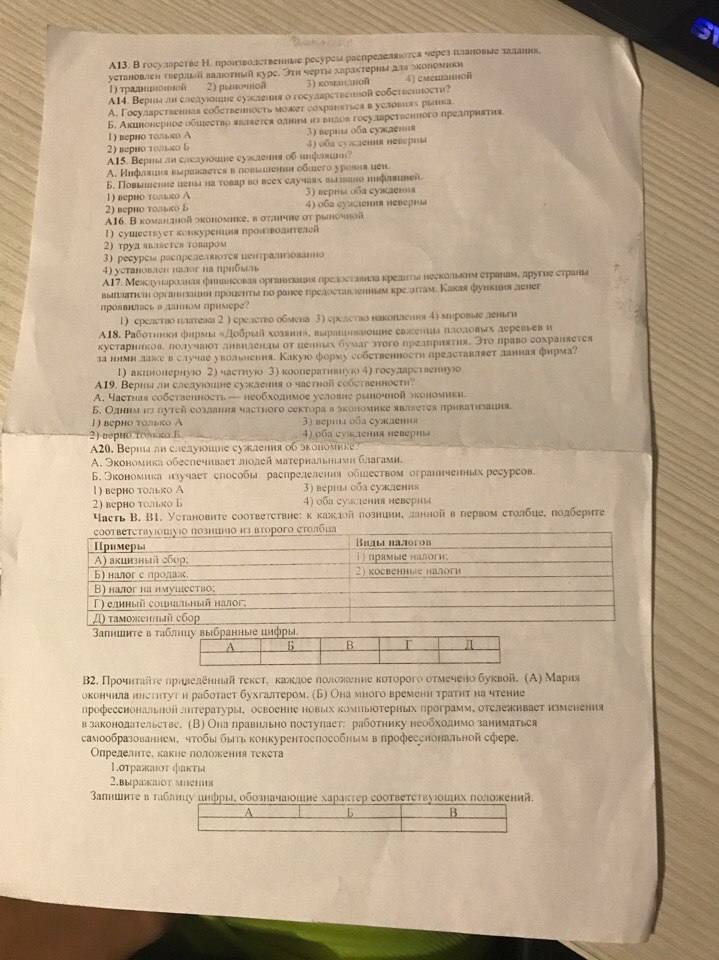 А13. В государстве Н. производственные ресурсы распределяются через плановые задания,
установлен твердый валютный курс. Эти черты характерны для экономики
1) традиционной 2) рыночной 3) командной 4) смешанной
А14. Верны ли следующие суждения о государственной собственности?
А. Государственная собственность может сохраняться в условиях рынка.
Б. Акционерное общество является одним из видов государственного предприятия.
1) верно только А 3) верны оба суждения
2) верно только Б 4) оба суждения неверны
А15. Верны ли следующие суждения об инфляции?
А. Инфляция выражается в повышении общего уровня цен.
Б. Повышение цены на товар во всех случаях вызвано инфляцией.
1) верно только А 3) верны оба суждения
2) верно только Б 4) оба суждения неверны
А16. В командной экономике, в отличие от рыночной
1) существует конкуренция производителей
2) труд является товаром
3) ресурсы распределяются централизованно
4) установлен налог на прибыль
А17. Международная финансовая организация предоставила кредиты нескольким странам, другие страны
выплатили организации проценты по ранее предоставленным кредитам. Какая функция денег
проявилась в данном примере?
1) средство платежа 2 ) средство обмена 3) средство накопления 4) мировые деньги
А18. Работники фирмы «Добрый хозяин», выращивающие саженцы плодовых деревьев и
кустарников, получают дивиденды от ценных бумаг этого предприятия. Это право сохраняется
за ними даже в случае увольнения. Какую форму собственности представляет данная фирма?
1) акционерную 2) частную 3) кооперативную 4) государственную
А19. Верны ли следующие суждения о частной собственности?
А. Частная собственность — необходимое условие рыночной экономики.
Б. Одним из путей создания частного сектора в экономике является приватизация.
1) верно только А 3) верны оба суждения
2) верно только Б 4) оба суждения неверны
А20. Верны ли следующие суждения об экономике?
А. Экономика обеспечивает людей материальными благами.
Б. Экономика изучает способы распределения обществом ограниченных ресурсов.
1) верно только А 3) верны оба суждения
2) верно только Б 4) оба суждения неверны
Часть В. В1. Установите соответствие: к каждой позиции, данной в первом столбце, подберите
соответствующую позицию из второго столбца
Примеры Виды налогов
А) акцизный сбор; 1) прямые налоги;
Б) налог с продаж. 2) косвенные налоги
В) налог на имущество;
Г) единый социальный налог;
Д) таможенный сбор
Запишите в таблицу выбранные цифры.
А Б В Г Д
В2. Прочитайте приведённый текст, каждое положение которого отмечено буквой. (А) Мария
окончила институт и работает бухгалтером. (Б) Она много времени тратит на чтение
профессиональной литературы, освоение новых компьютерных программ, отслеживает изменения
в законодательстве. (В) Она правильно поступает: работнику необходимо заниматься
самообразованием, чтобы быть конкурентоспособным в профессиональной сфере.
Определите, какие положения текста
1.отражают факты
2.выражают мнения
Запишите в таблицу цифры, обозначающие характер соответствующих положений.
А Б В